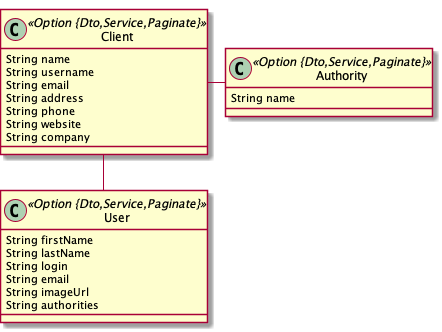 C «Option {Dto,Service,Paginate}»
Client
String name
String username
String email
String address
String phone
String website
String company
C «Option {Dto,Service,Paginate}»
Authority
String name
C «Option {Dto,Service,Paginate}»
User
String firstName
String lastName
String login
String email
String imageUrl
String authorities